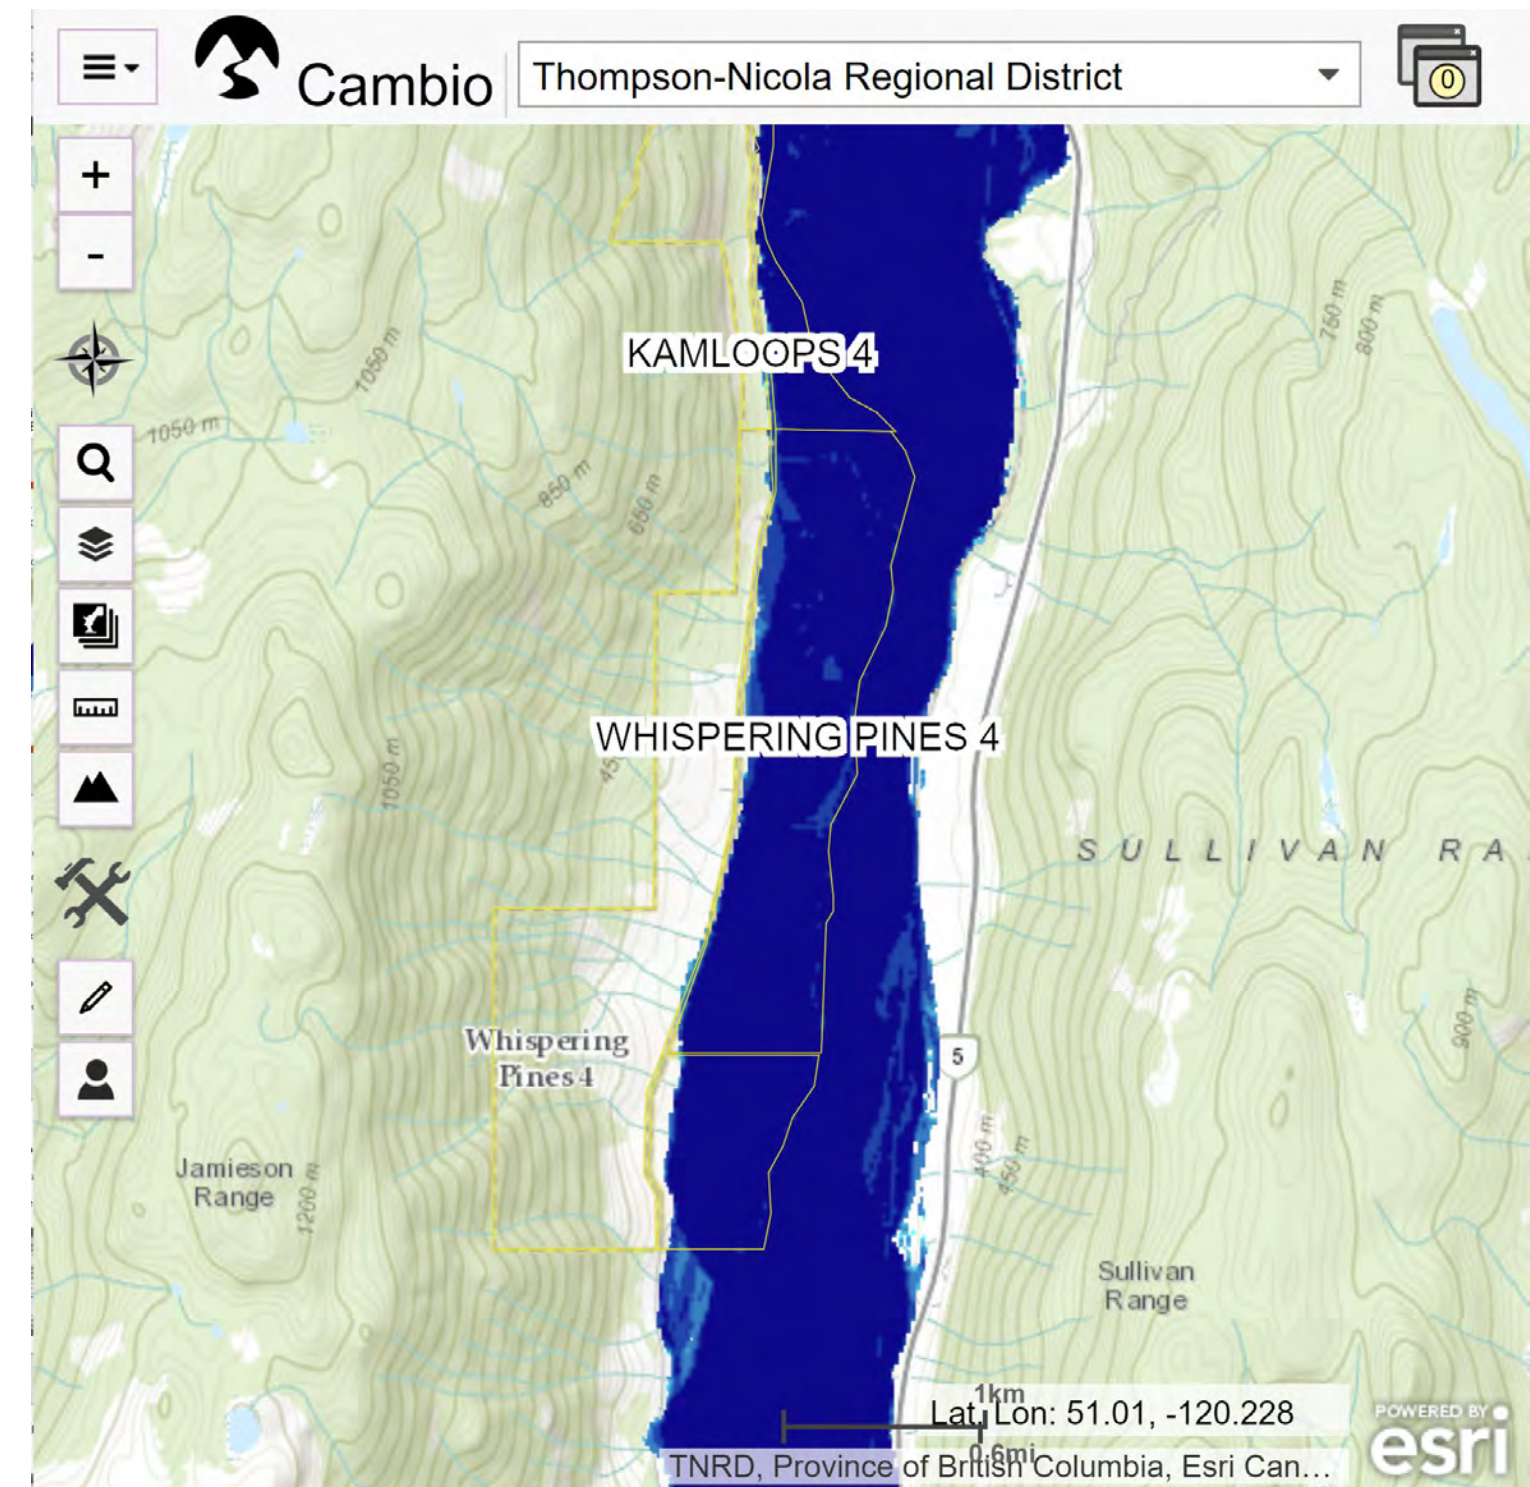 Cambio
Thompson-Nicola Regional District
0
+
-
750 m
800 m
1050 m
KAMLOOPS 4
1050 m
850 m
650 m
WHISPERING PINES 4
1050 m
SULLIVAN RA
900 m
Whispering
Pines 4
5
400 m
450 m
Jamieson
Range
1200 m
Sullivan
Range
1km
Lat, Lon: 51.01, -120.228
0.6mi
TNRD, Province of British Columbia, Esri Can...
POWERED BY
esri